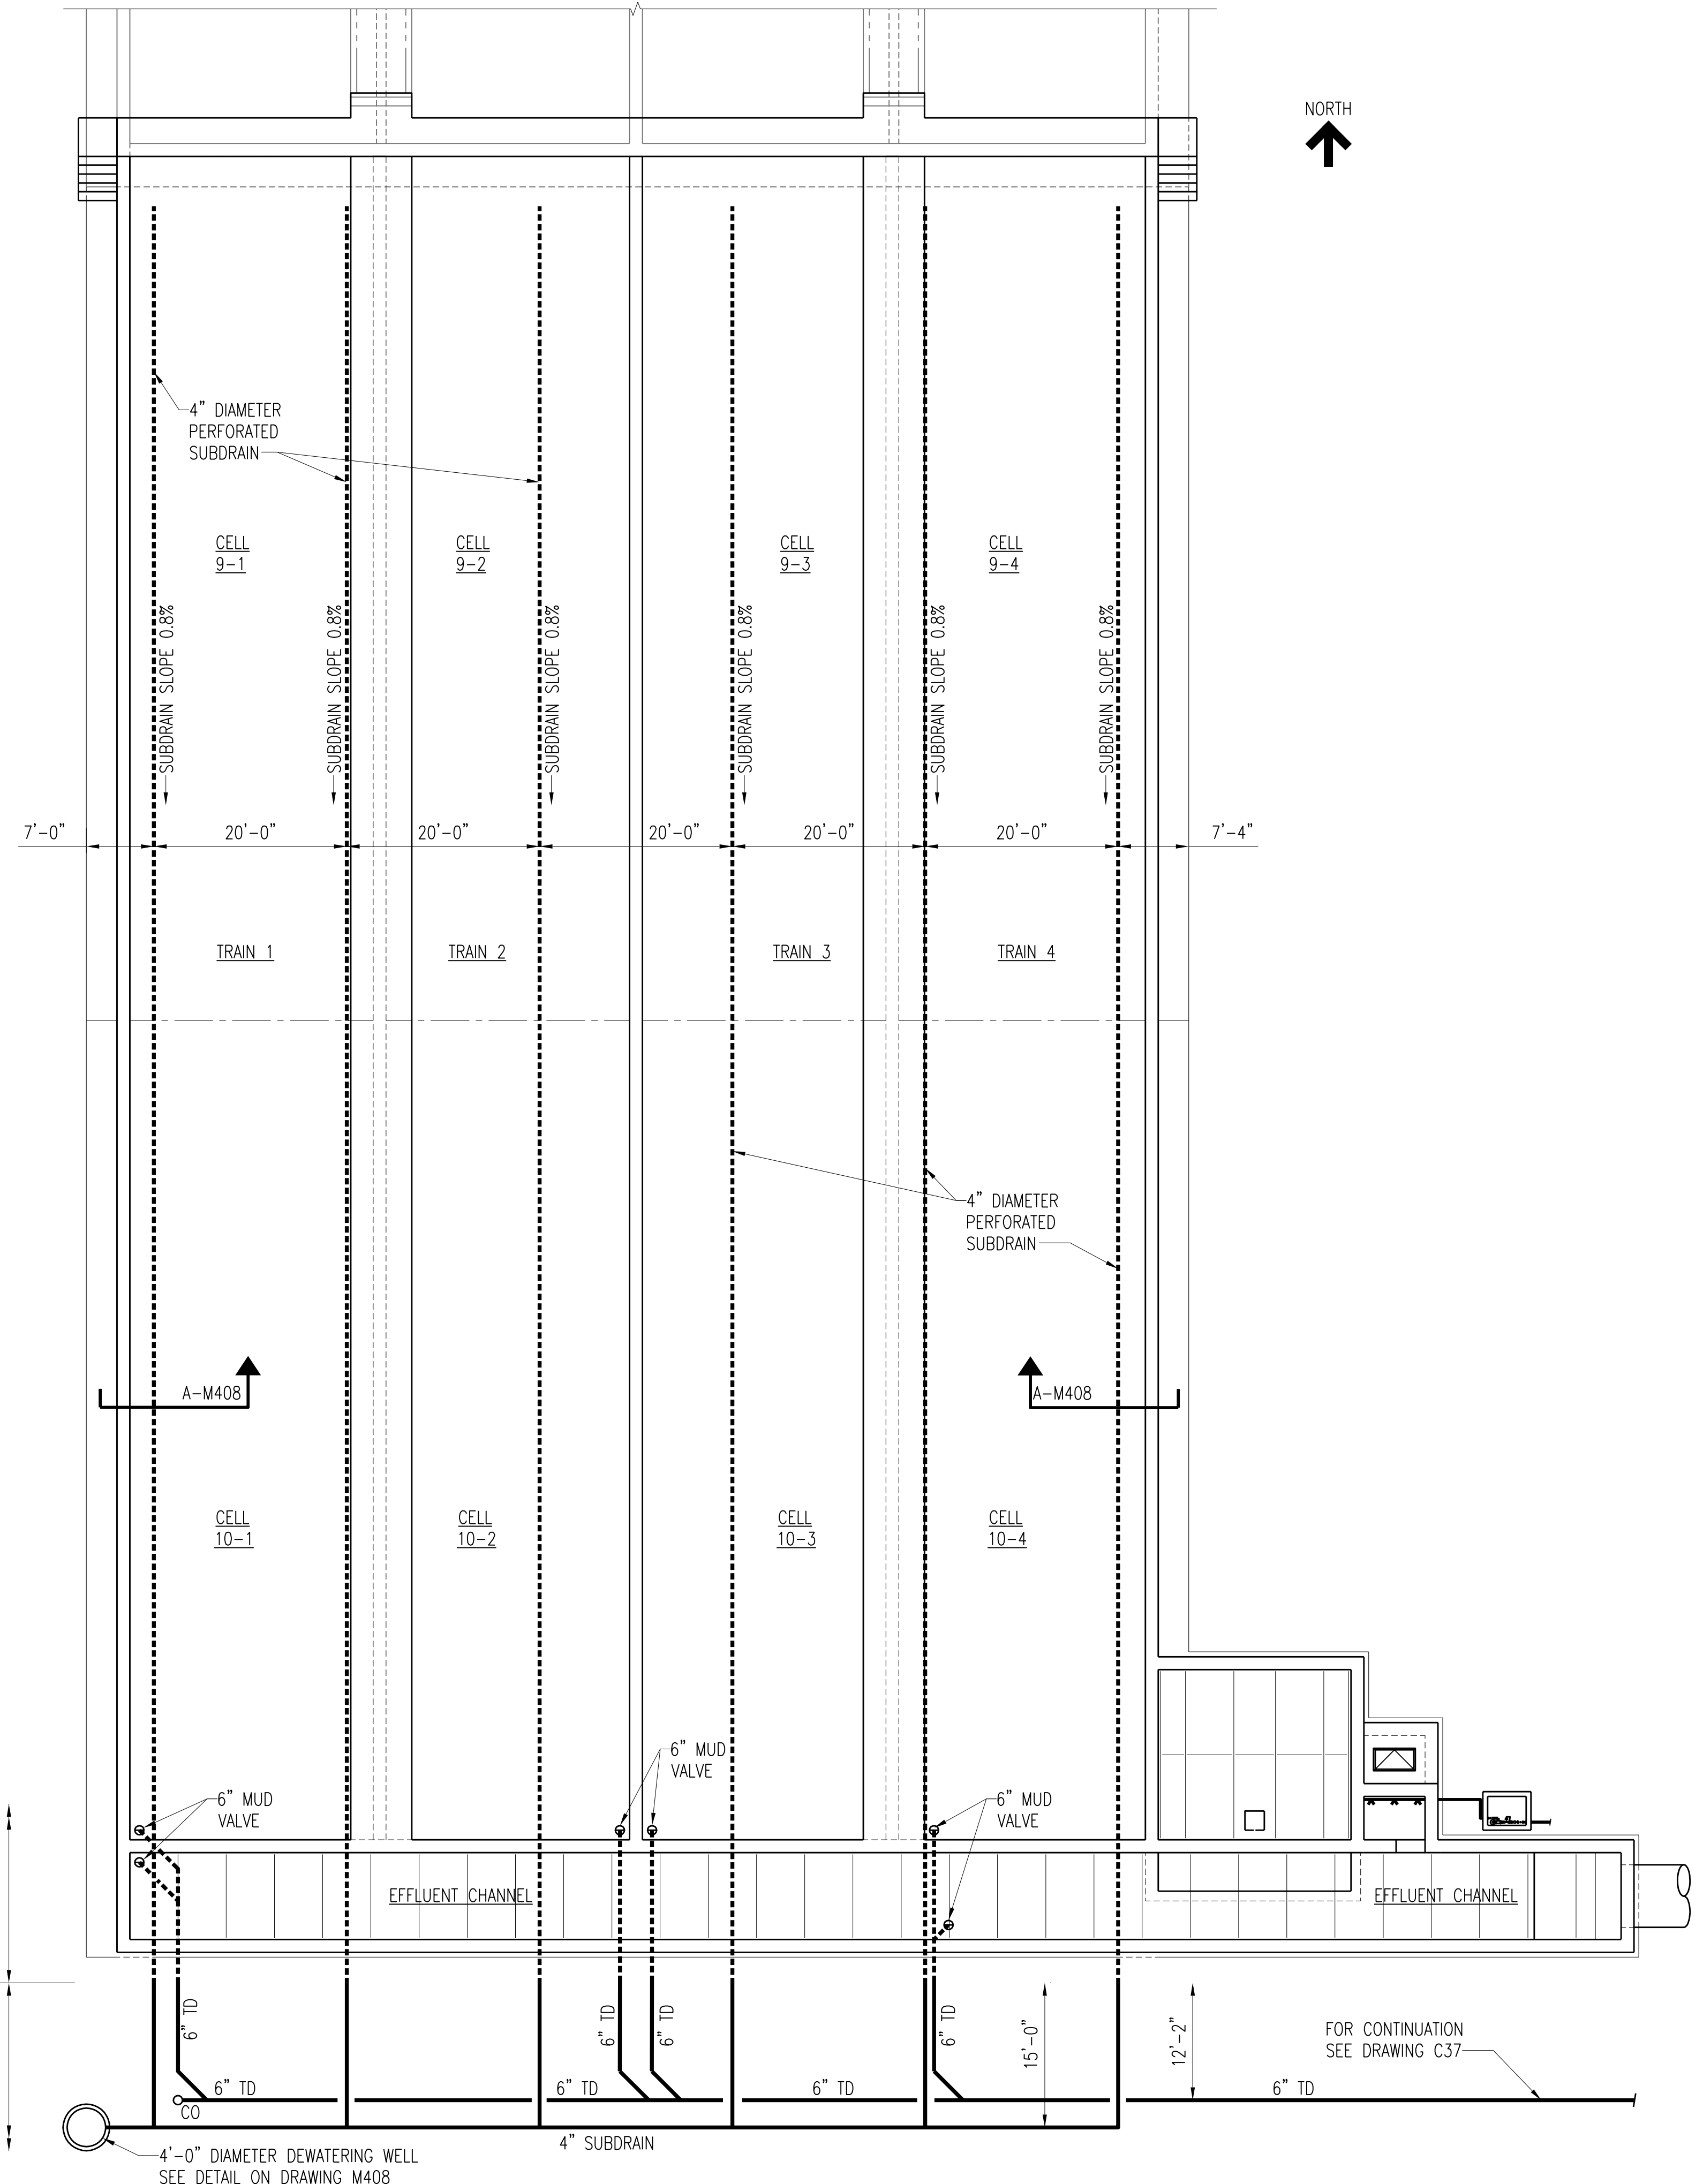 NORTH
4" DIAMETER
PERFORATED
SUBDRAIN
CELL
9-1
CELL
9-2
CELL
9-3
CELL
9-4
SUBDRAIN SLOPE 0.8%
SUBDRAIN SLOPE 0.8%
SUBDRAIN SLOPE 0.8%
SUBDRAIN SLOPE 0.8%
SUBDRAIN SLOPE 0.8%
SUBDRAIN SLOPE 0.8%
7'-0"
20'-0"
20'-0"
20'-0"
20'-0"
20'-0"
7'-4"
TRAIN 1
TRAIN 2
TRAIN 3
TRAIN 4
4" DIAMETER
PERFORATED
SUBDRAIN
A-M408
A-M408
CELL
10-1
CELL
10-2
CELL
10-3
CELL
10-4
6" MUD
VALVE
6" MUD
VALVE
6" MUD
VALVE
EFFLUENT CHANNEL
EFFLUENT CHANNEL
6" TD
6" TD
6" TD
6" TD
15'-0"
12'-2"
FOR CONTINUATION
SEE DRAWING C37
6" TD
6" TD
6" TD
6" TD
CO
4" SUBDRAIN
4'-0" DIAMETER DEWATERING WELL
SEE DETAIL ON DRAWING M408